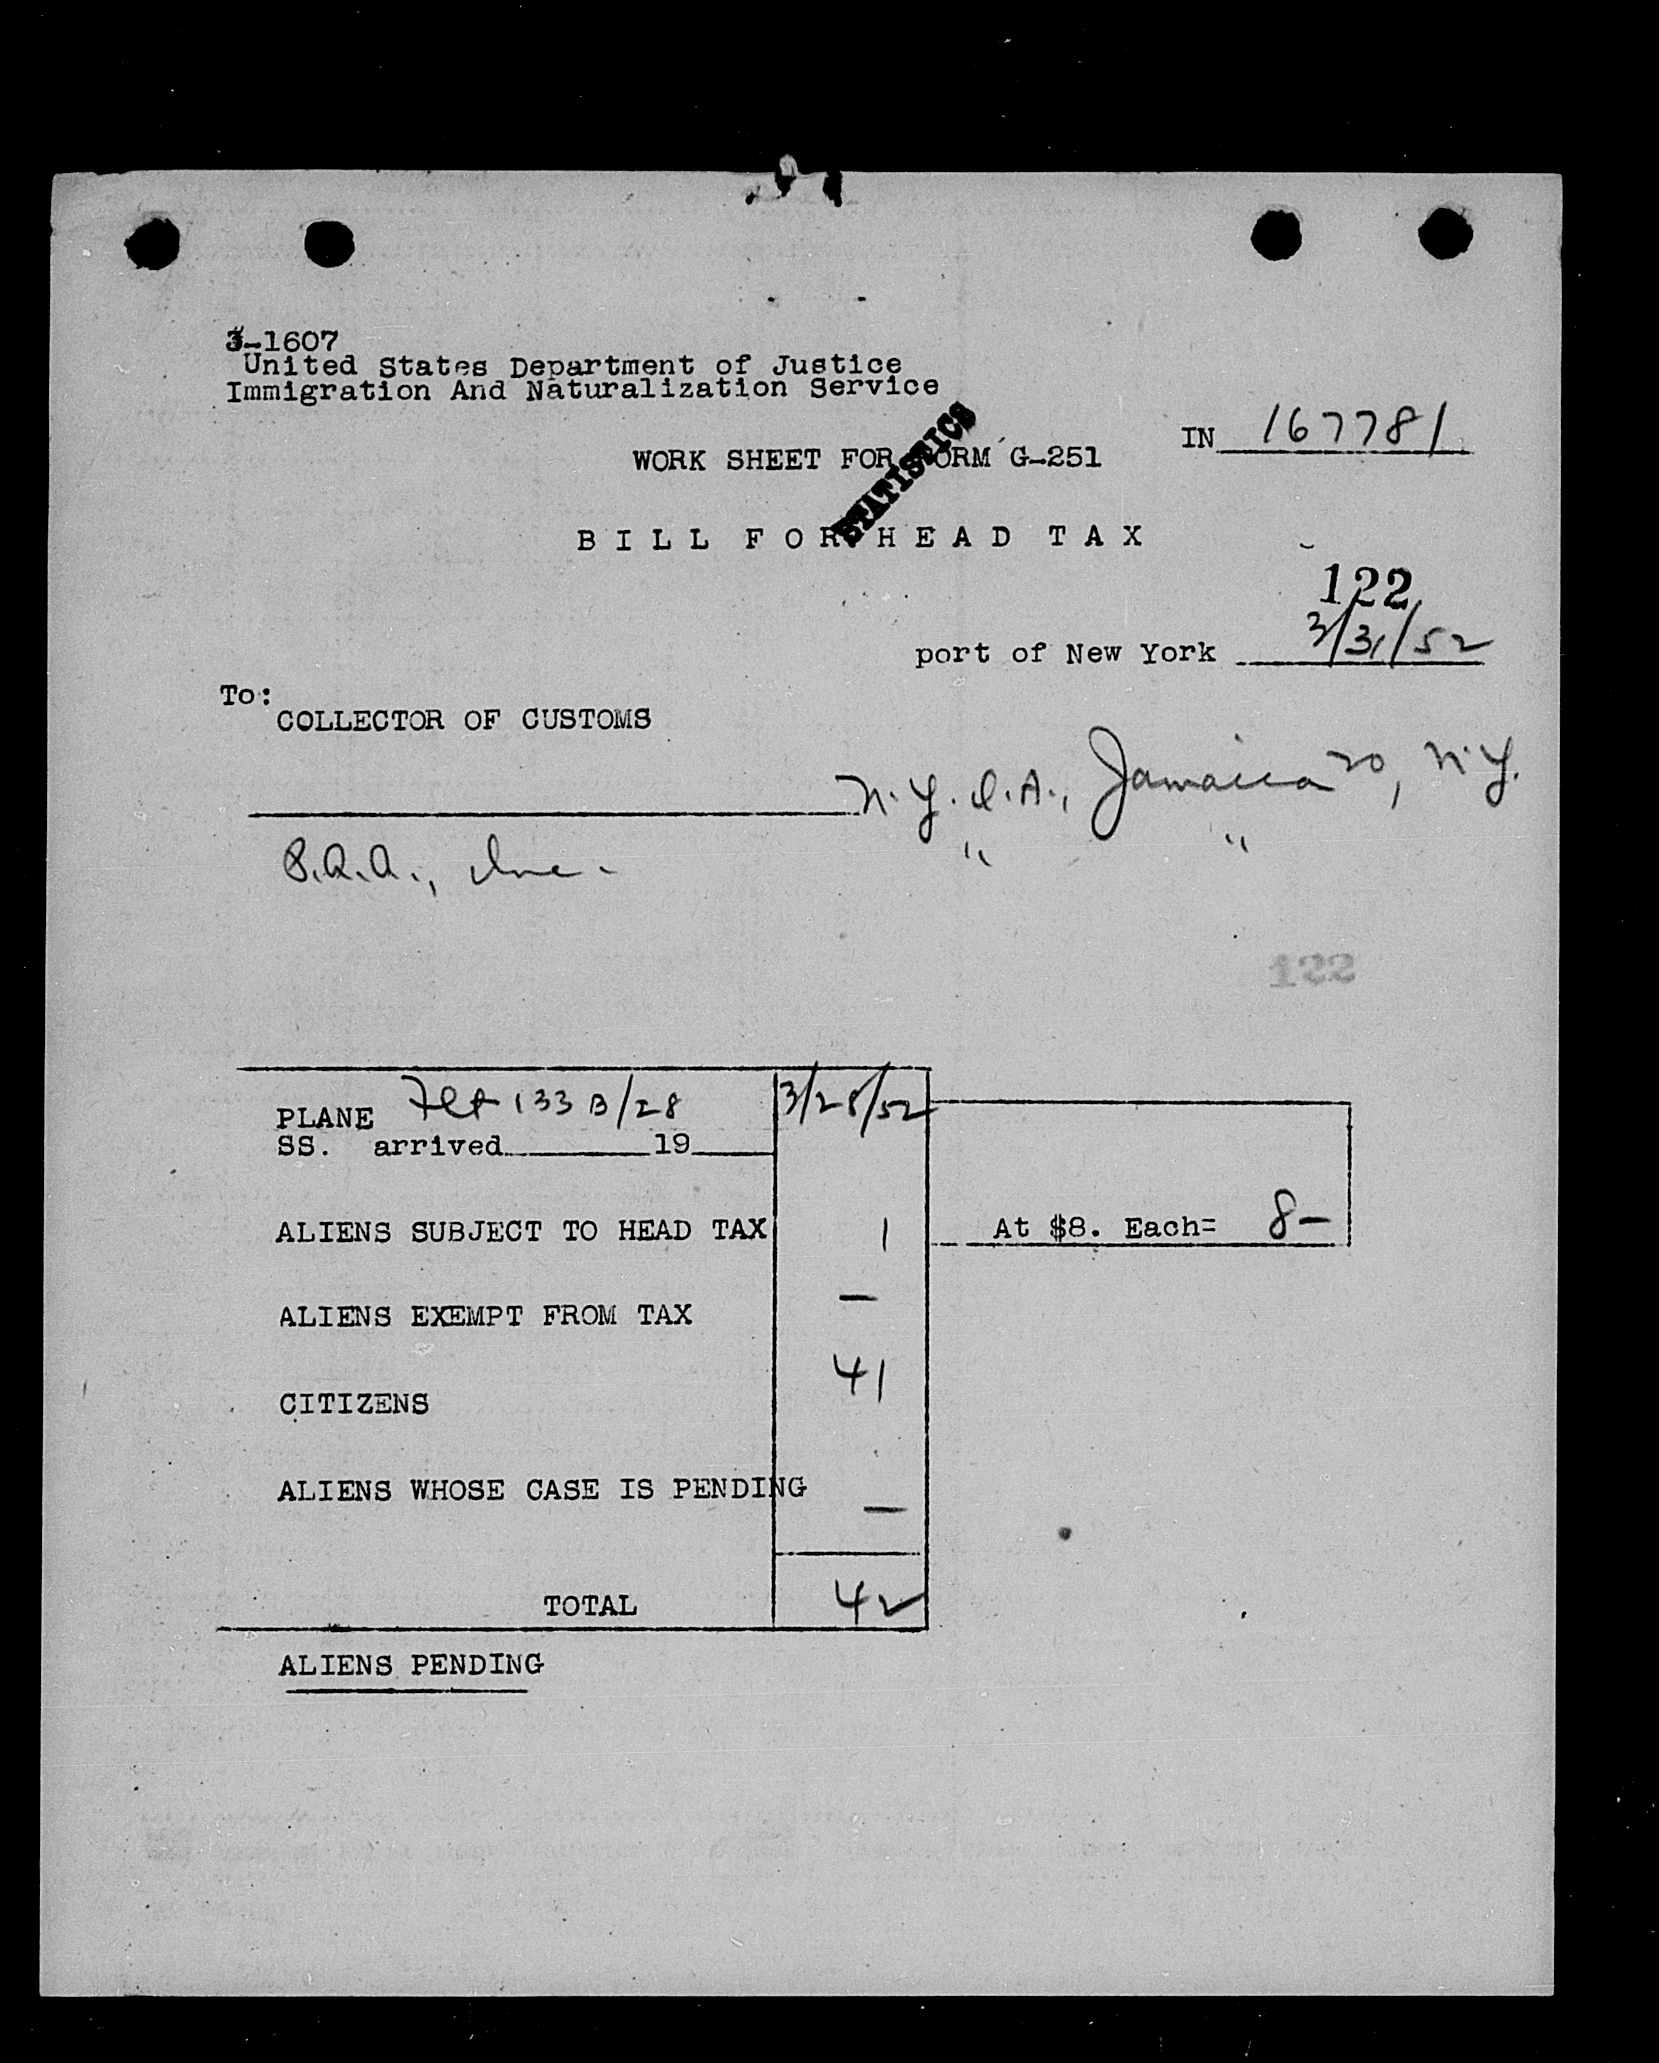 3-1607
United States Department of Justice
Immigration And Naturalization Service
STATISTICS
IN 167781
WORK SHEET FOR FORM G-251
BILL FOR HEAD TAX
122
port of New York 3/31/52
To:
COLLECTOR OF CUSTOMS
N.Y.I.A., Jamaica 20, N.Y.
" "
Inc.
122
PLANE Flt 133 B/28 3/28/52
SS. arrived 19
ALIENS SUBJECT TO HEAD TAX 1 At $8. Each= 8-
ALIENS EXEMPT FROM TAX -
CITIZENS 41
ALIENS WHOSE CASE IS PENDING -
TOTAL 42
ALIENS PENDING